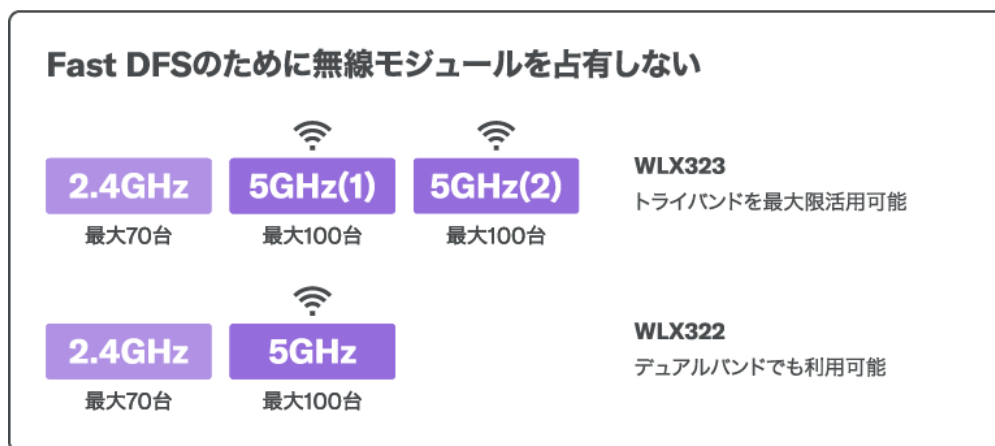 Fast DFSのために無線モジュールを占有しない
2.4GHz
5GHz(1)
5GHz(2)
WLX323
トライバンドを最大限活用可能
最大70台
最大100台
最大100台
2.4GHz
5GHz
WLX322
デュアルバンドでも利用可能
最大70台
最大100台